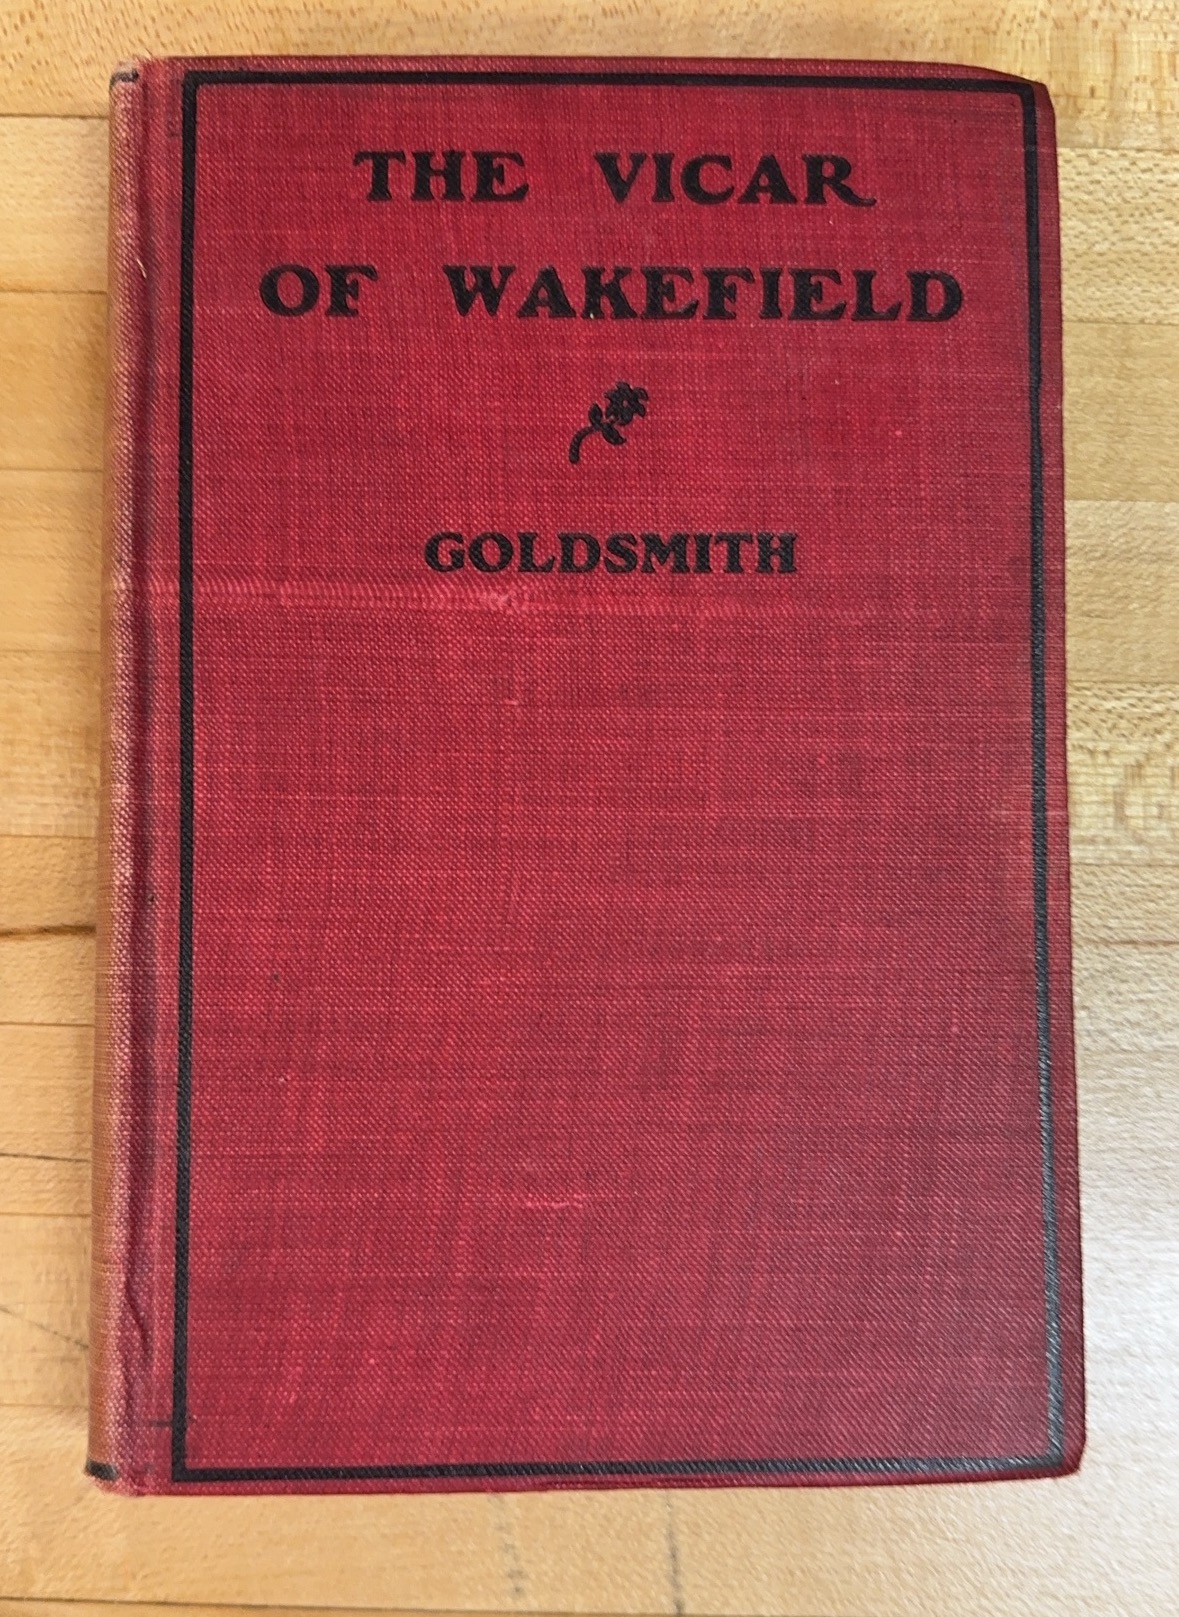 THE VICAR
OF WAKEFIELD
GOLDSMITH